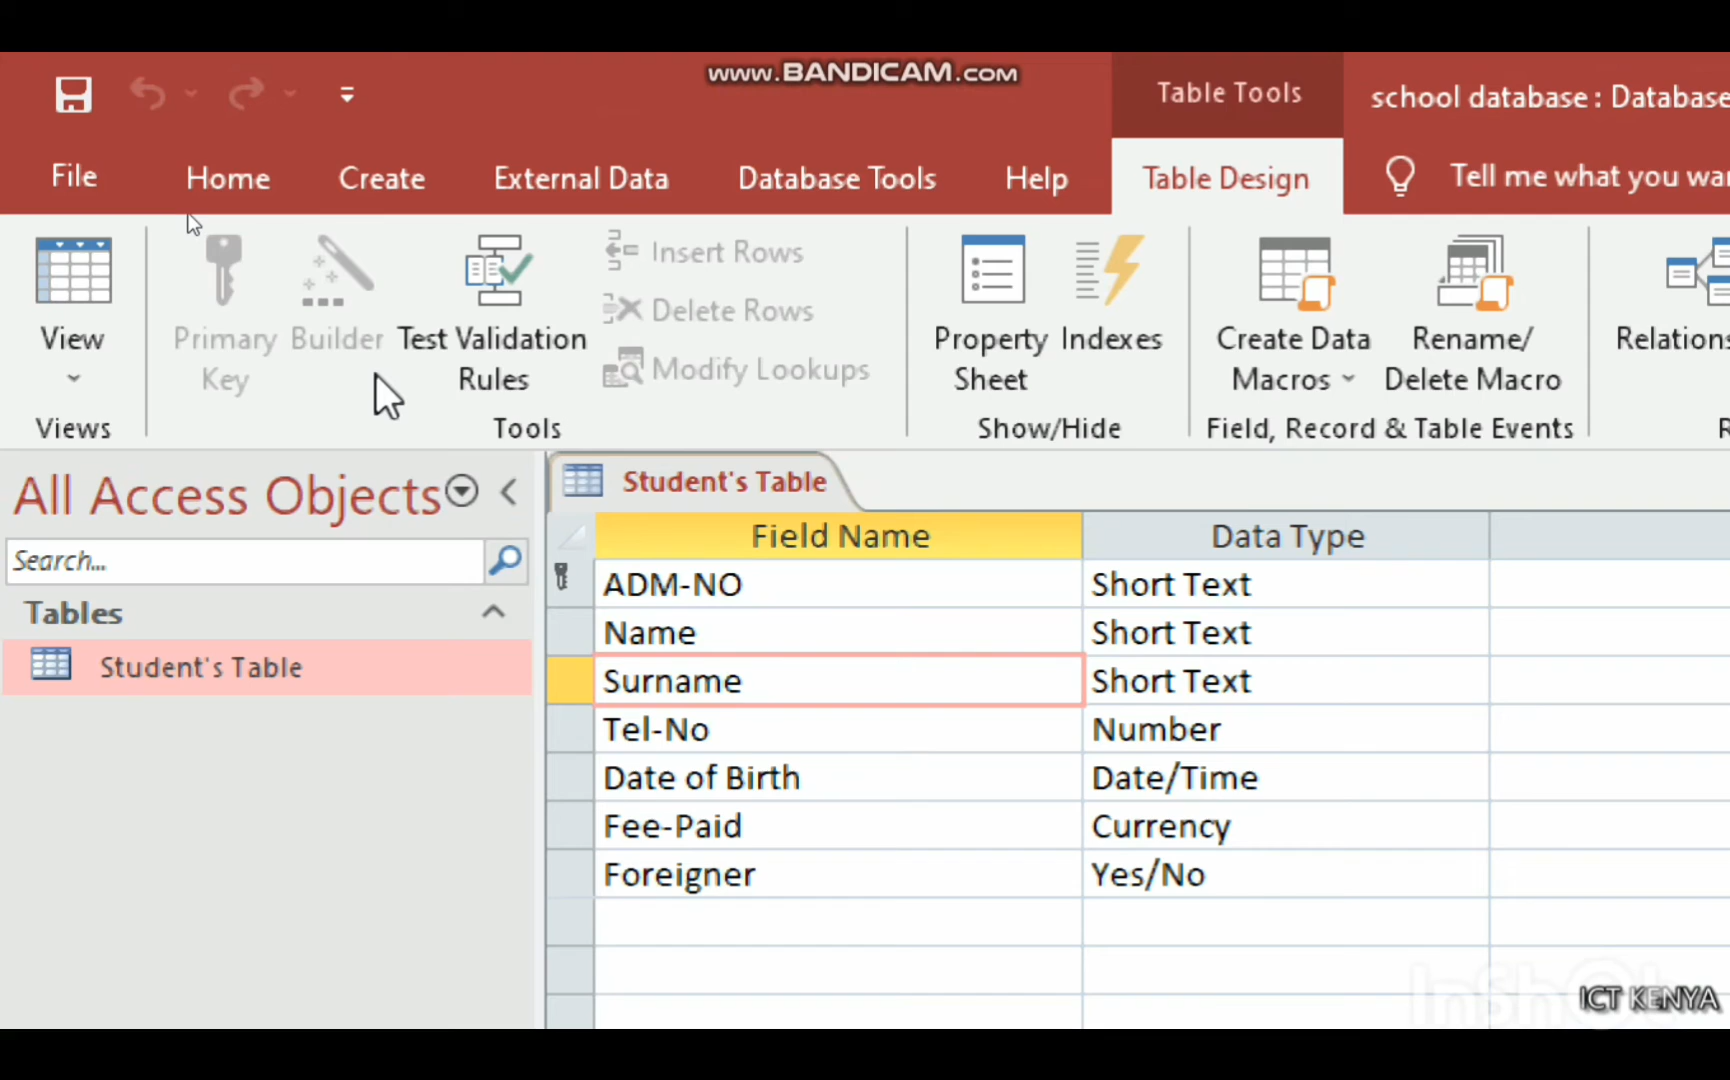 www.BANDICAM.com
Table Tools
school database : Database
File
Home
Create
External Data
Database Tools
Help
Table Design
Tell me what you wan
View
Primary
Key
Builder
Test Validation
Rules
Insert Rows
Delete Rows
Modify Lookups
Property
Sheet
Indexes
Create Data
Macros
Rename/
Delete Macro
Relations
Views
Tools
Show/Hide
Field, Record & Table Events
R
All Access Objects
Search...
Tables
Student's Table
Student's Table
Field Name Data Type
ADM-NO Short Text
Name Short Text
Surname Short Text
Tel-No Number
Date of Birth Date/Time
Fee-Paid Currency
Foreigner Yes/No
InShOt
ICT KENYA